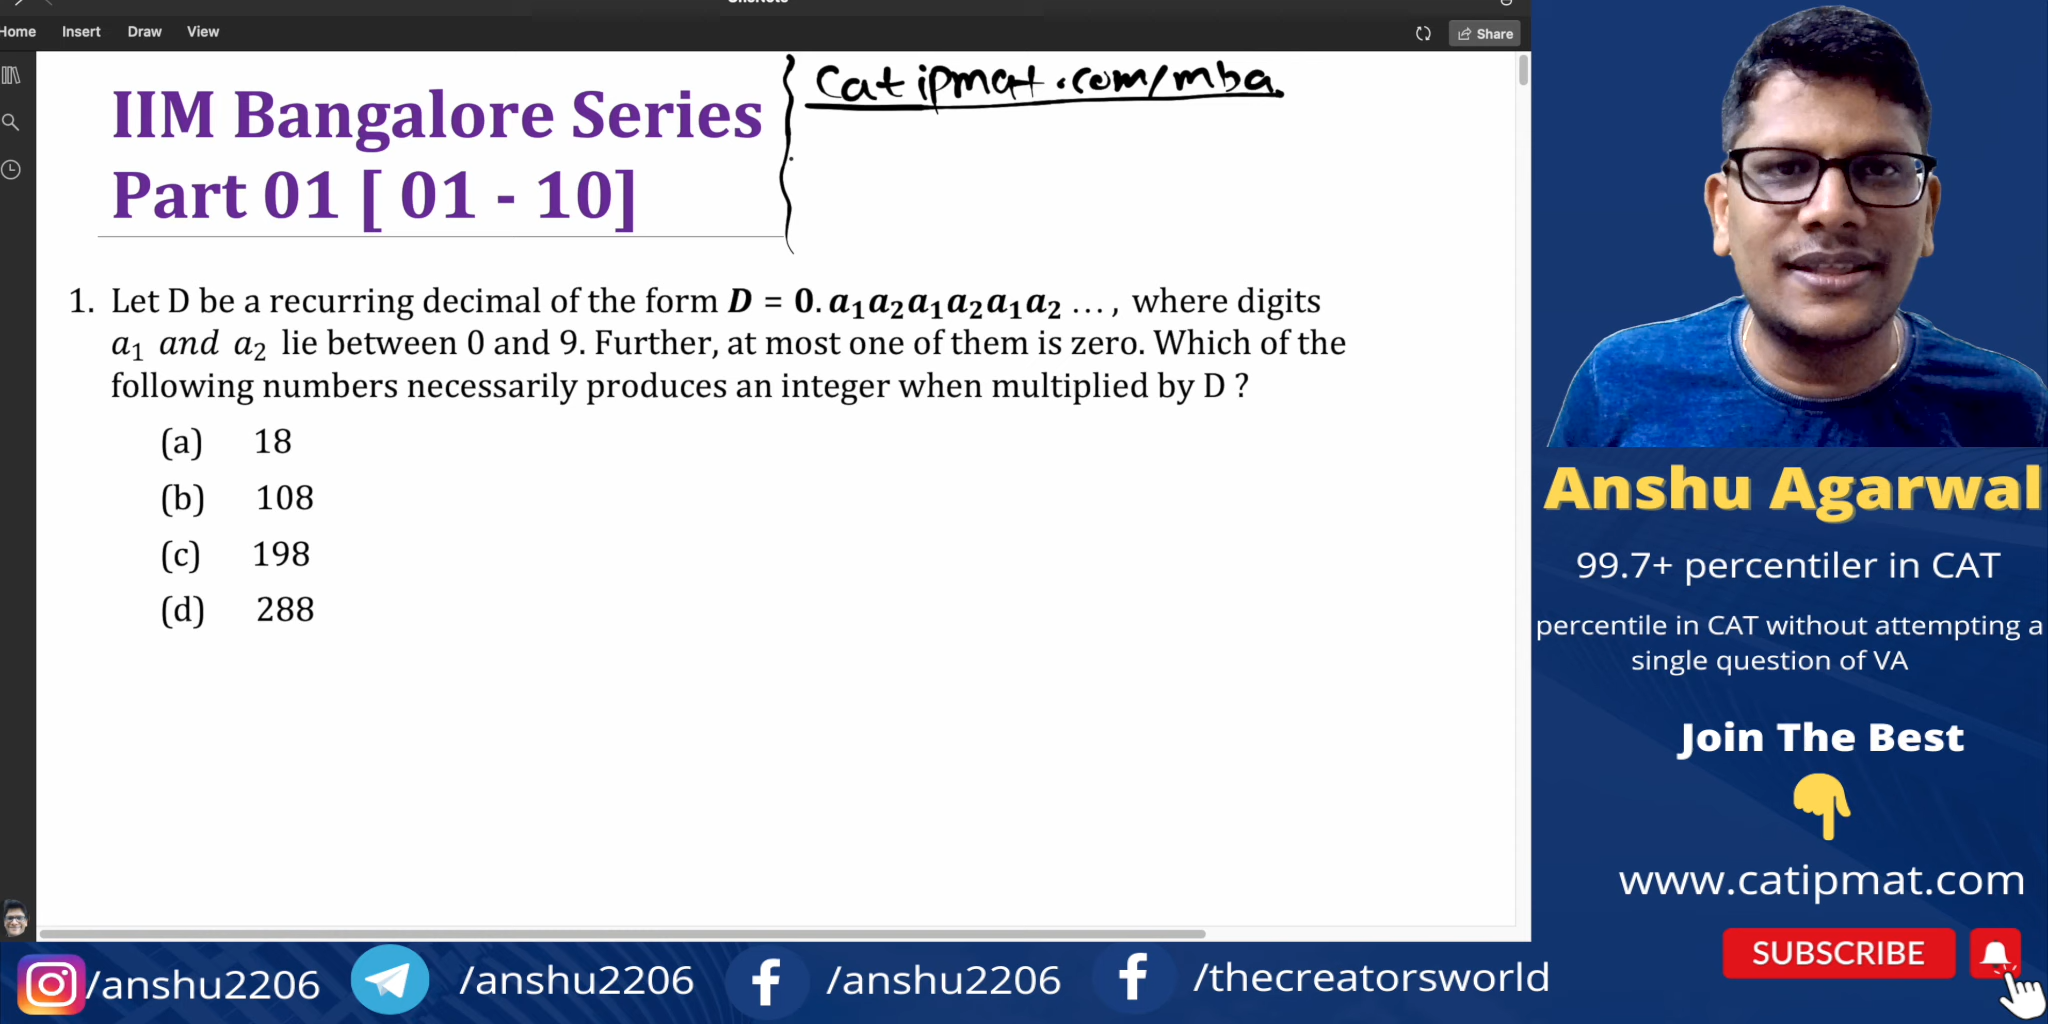 Home Insert Draw View
Share
IIM Bangalore Series
Part 01 [ 01 - 10]
Catipmat.com/mba.
1. Let D be a recurring decimal of the form D = 0. a₁a₂a₁a₂a₁a₂ …, where digits
a₁ and a₂ lie between 0 and 9. Further, at most one of them is zero. Which of the
following numbers necessarily produces an integer when multiplied by D ?
(a) 18
(b) 108
(c) 198
(d) 288
Anshu Agarwal
99.7+ percentiler in CAT
percentile in CAT without attempting a
single question of VA
Join The Best
www.catipmat.com
SUBSCRIBE
/anshu2206 /anshu2206 /anshu2206 /thecreatorsworld